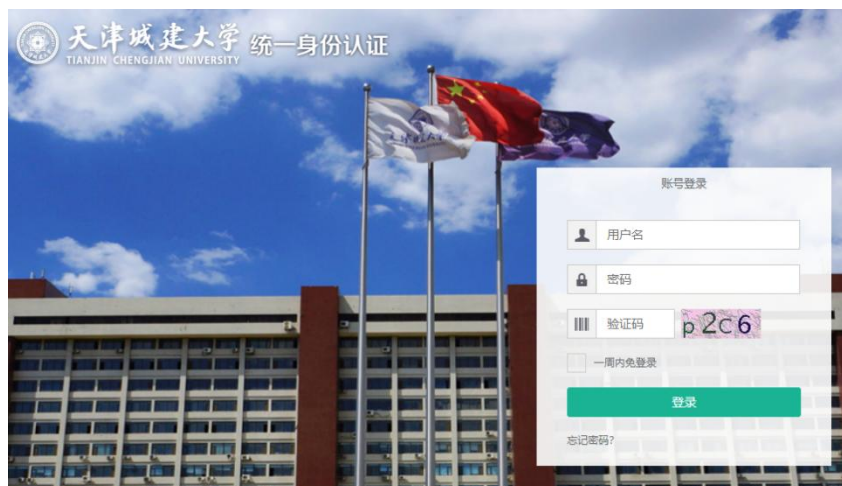 天津城建大学 统一身份认证
TIANJIN CHENGJIAN UNIVERSITY
账号登录
用户名
密码
验证码 p2C6
一周内免登录
登录
忘记密码?